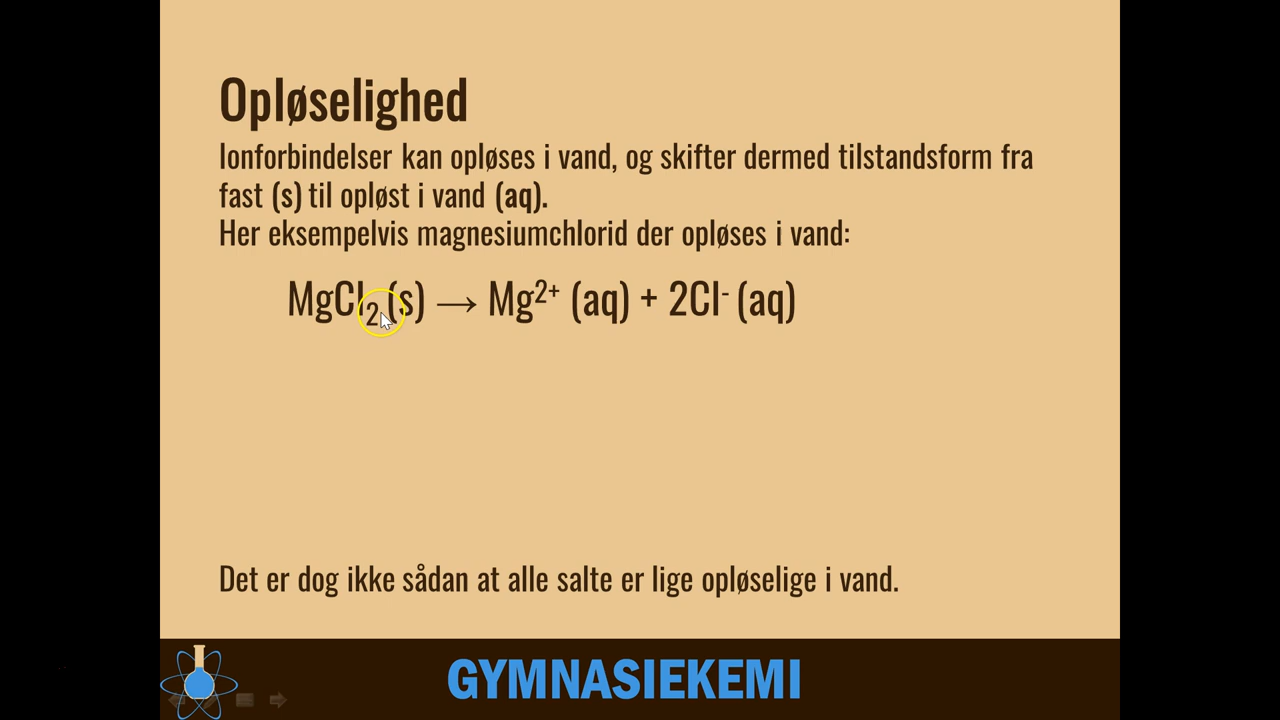 Opløselighed
Ionforbindelser kan opløses i vand, og skifter dermed tilstandsform fra
fast (s) til opløst i vand (aq).
Her eksempelvis magnesiumchlorid der opløses i vand:
MgCl₂ (s) → Mg²⁺ (aq) + 2Cl⁻ (aq)
Det er dog ikke sådan at alle salte er lige opløselige i vand.
GYMNASIEKEMI